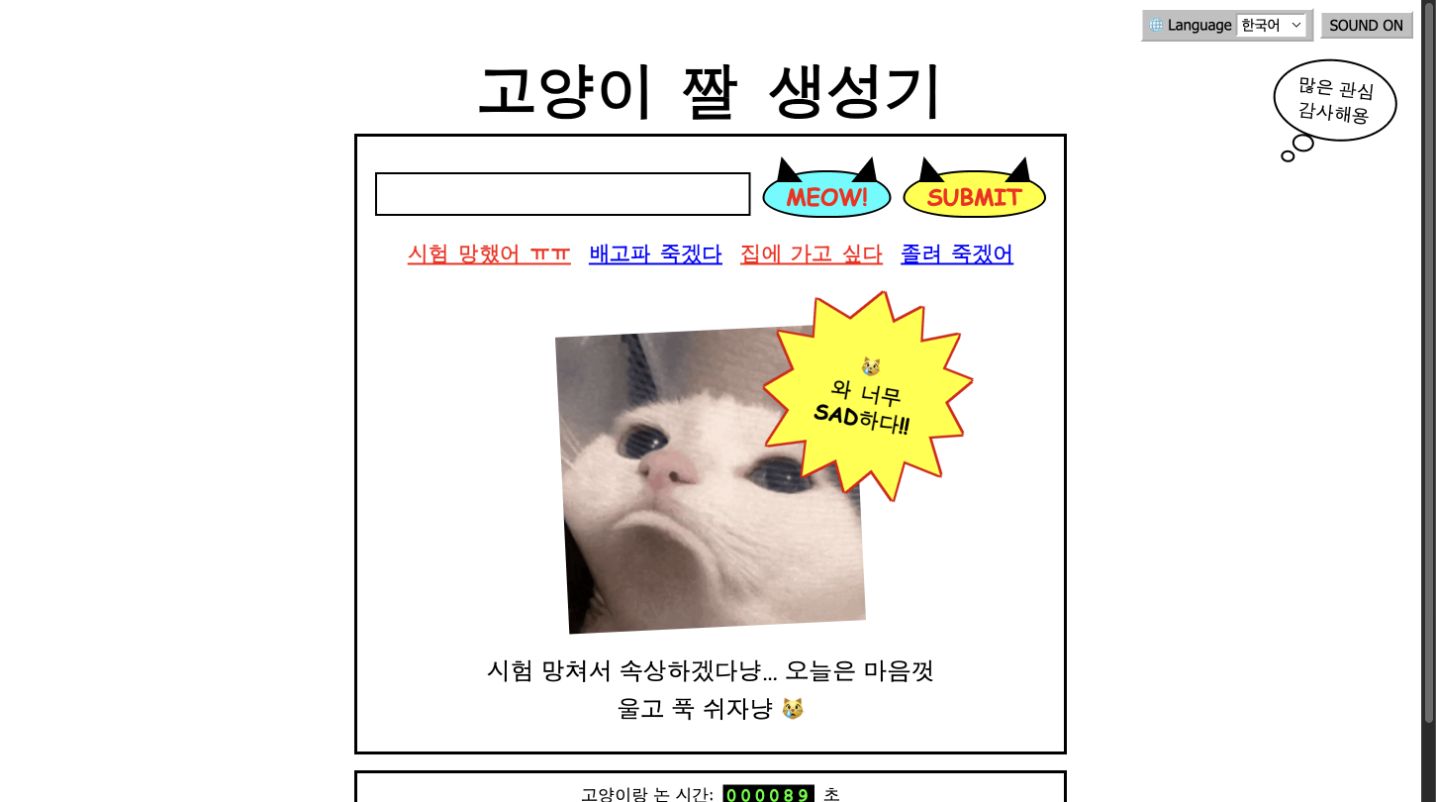 🌐 Language 한국어 SOUND ON
고양이 짤 생성기
많은 관심
감사해용
MEOW! SUBMIT
시험 망했어 ㅠㅠ 배고파 죽겠다 집에 가고 싶다 졸려 죽겠어
😿
와 너무
SAD하다!!
시험 망쳐서 속상하겠다냥... 오늘은 마음껏
울고 푹 쉬자냥 😿
고양이랑 논 시간: 000089 초